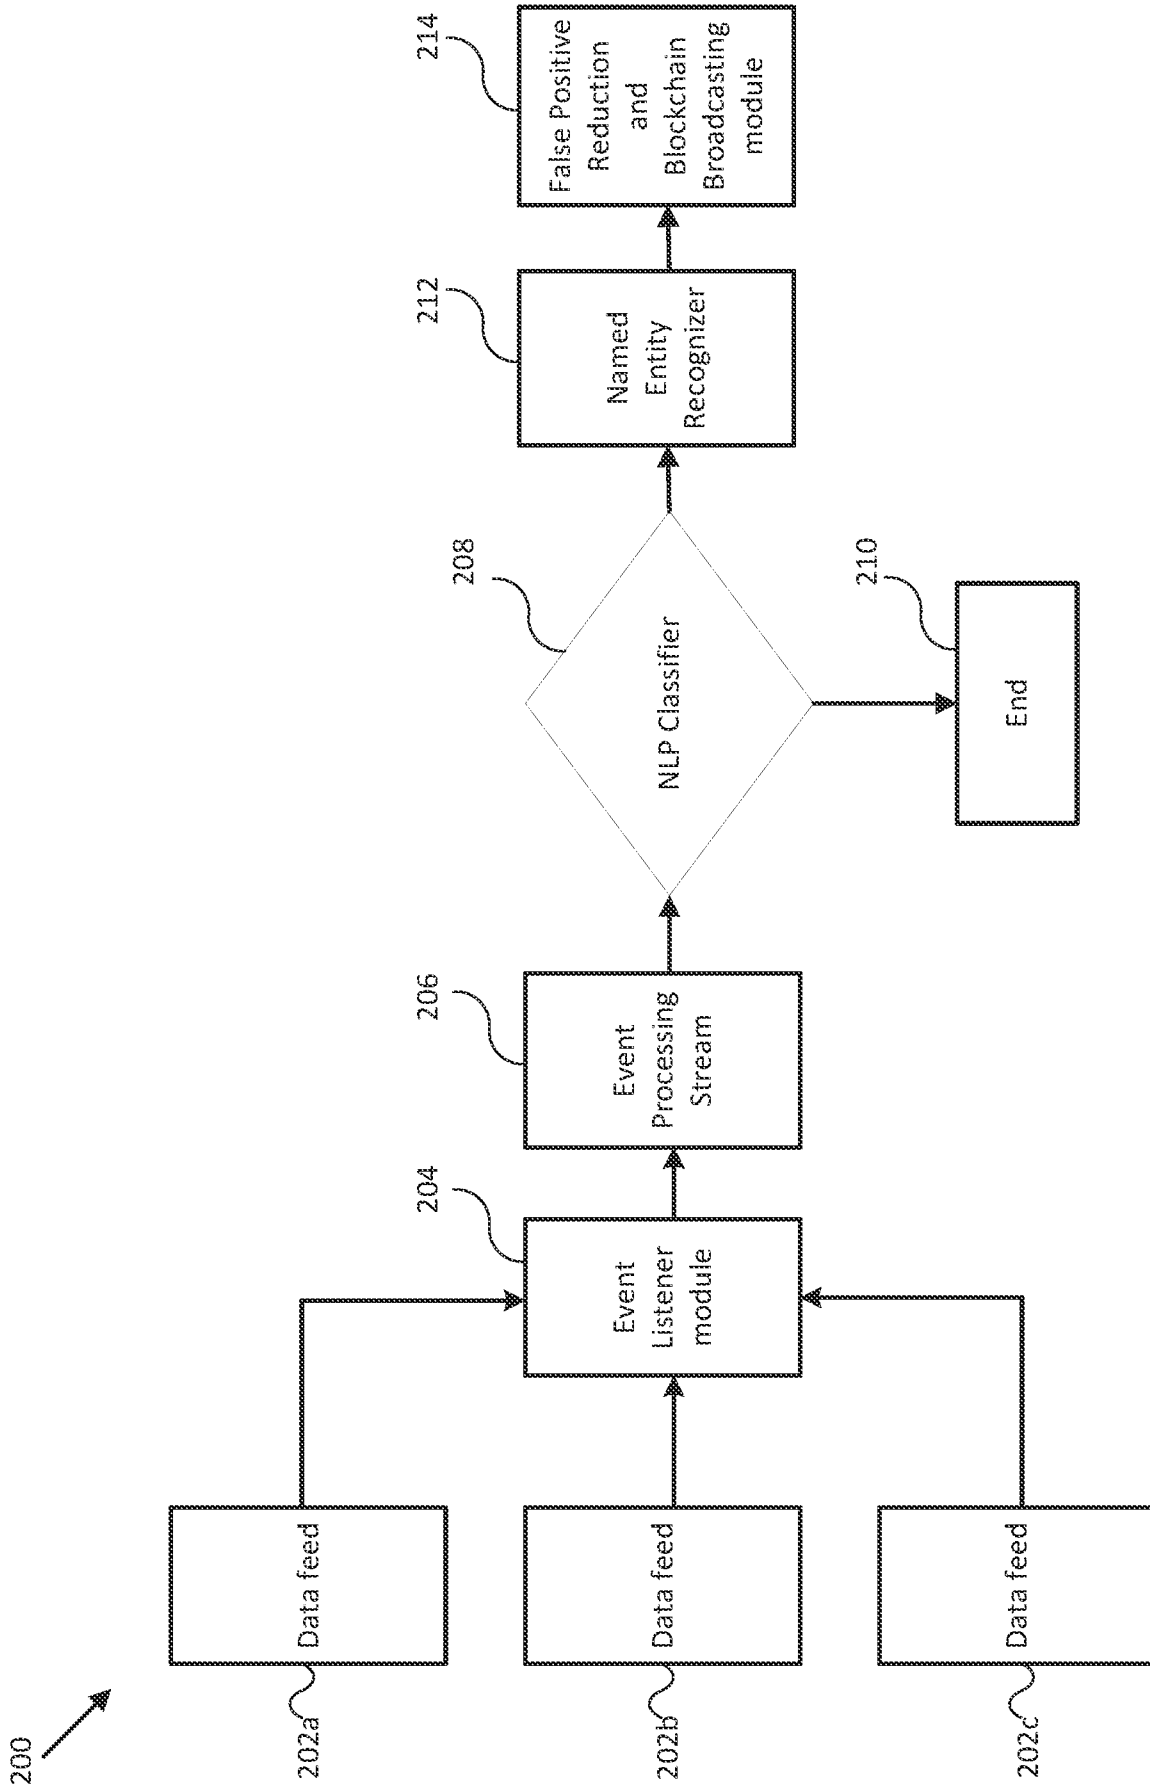 200
202a
Data feed
202b
Data feed
202c
Data feed
204
Event
Listener
module
206
Event
Processing
Stream
208
NLP Classifier
210
End
212
Named
Entity
Recognizer
214
False Positive
Reduction
and
Blockchain
Broadcasting
module